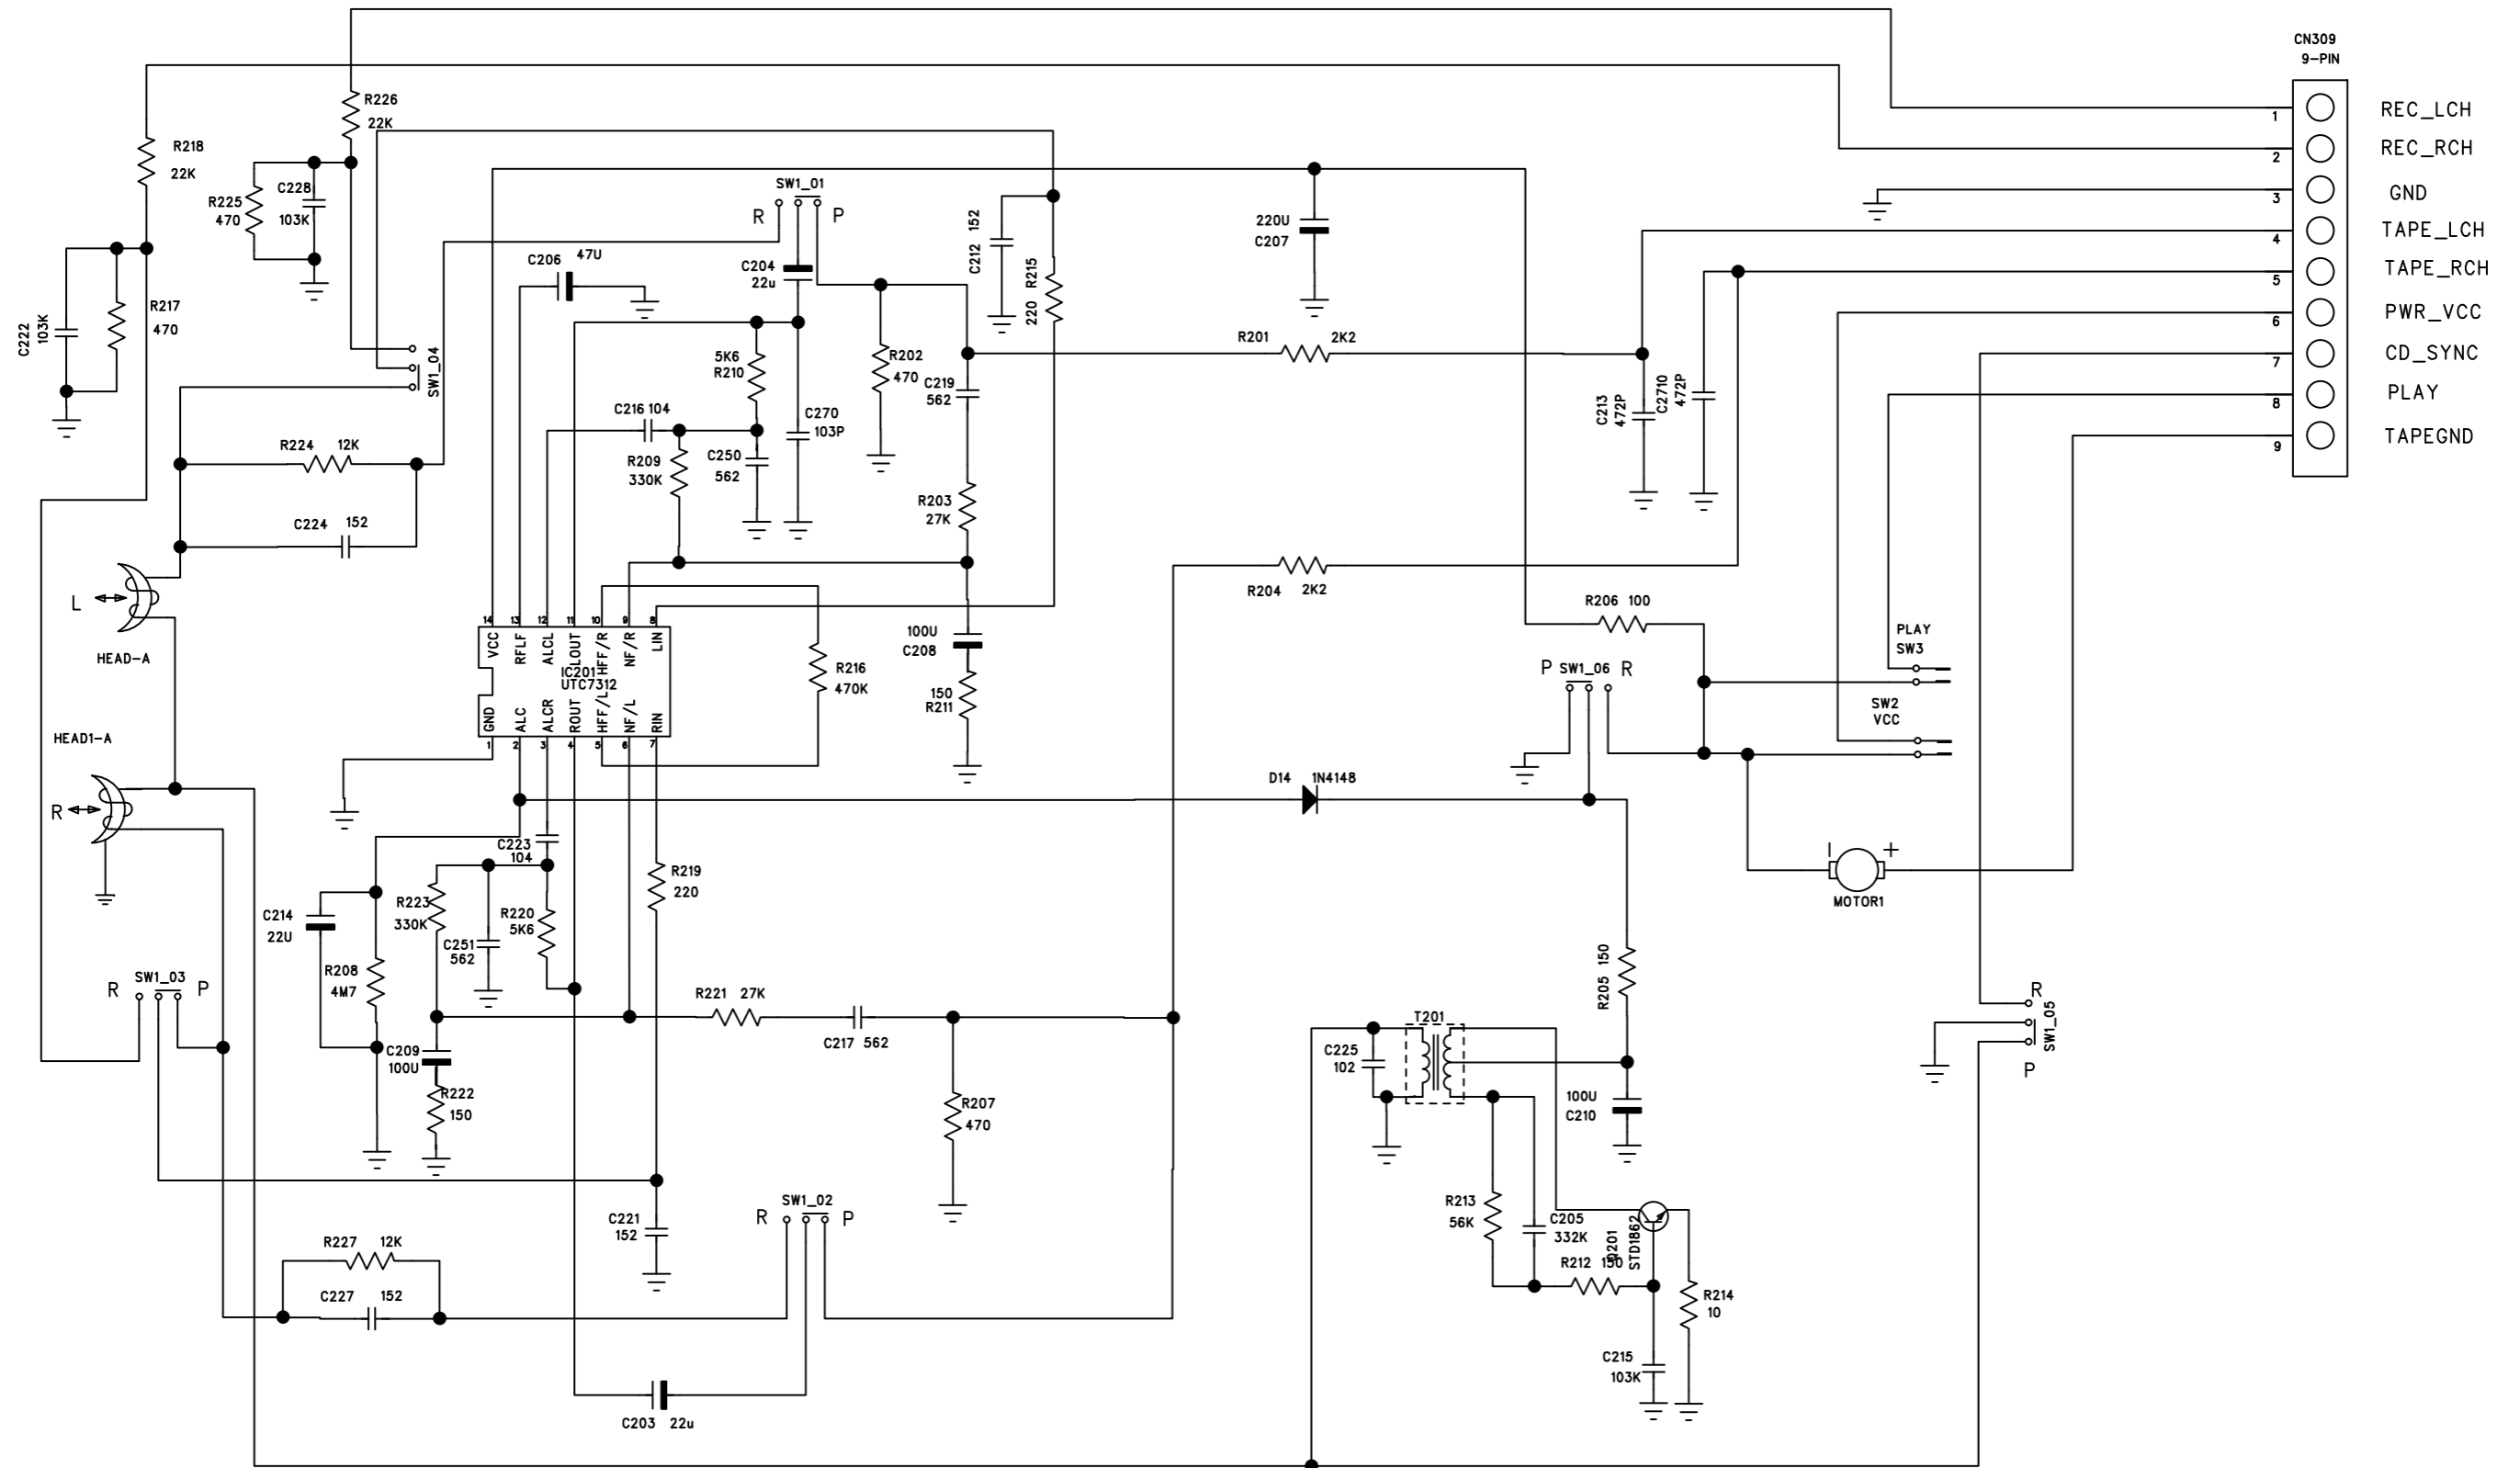 CN309
9-PIN
1
REC_LCH
2
REC_RCH
3
GND
4
TAPE_LCH
5
TAPE_RCH
6
PWR_VCC
7
CD_SYNC
8
PLAY
9
TAPEGND
R226
22K
R218
22K
R225
470
C228
103K
C222
103K
R217
470
SW1_04
R224 12K
C224 152
L
HEAD-A
HEAD1-A
R
SW1_01
R
P
C206 47U
C204
22u
5K6
R210
C216 104
R209
330K
C250
562
C270
103P
R202
470
C219
562
R203
27K
C212 152
220 R215
220U
C207
R201 2K2
C213
472P
C2710
472P
R204 2K2
100U
C208
150
R211
R216
470K
14
13
12
11
10
9
8
VCC
RFLF
ALCL
LOUT
HFF/R
NF/R
LIN
IC201
UTC7312
GND
ALC
ALCR
ROUT
HFF/L
NF/L
RIN
1
2
3
4
5
6
7
R206 100
PLAY
SW3
P SW1_06 R
SW2
VCC
D14 1N4148
MOTOR1
+
C223
104
R219
220
C214
22U
R223
330K
R220
5K6
C251
562
R208
4M7
R SW1_03 P
C209
100U
R222
150
R221 27K
C217 562
R207
470
R205 150
T201
C225
102
100U
C210
R
SW1_05
P
C221
152
R SW1_02 P
R227 12K
C227 152
C203 22u
R213
56K
C205
332K
Q201
STD1862
R212 150
R214
10
C215
103K